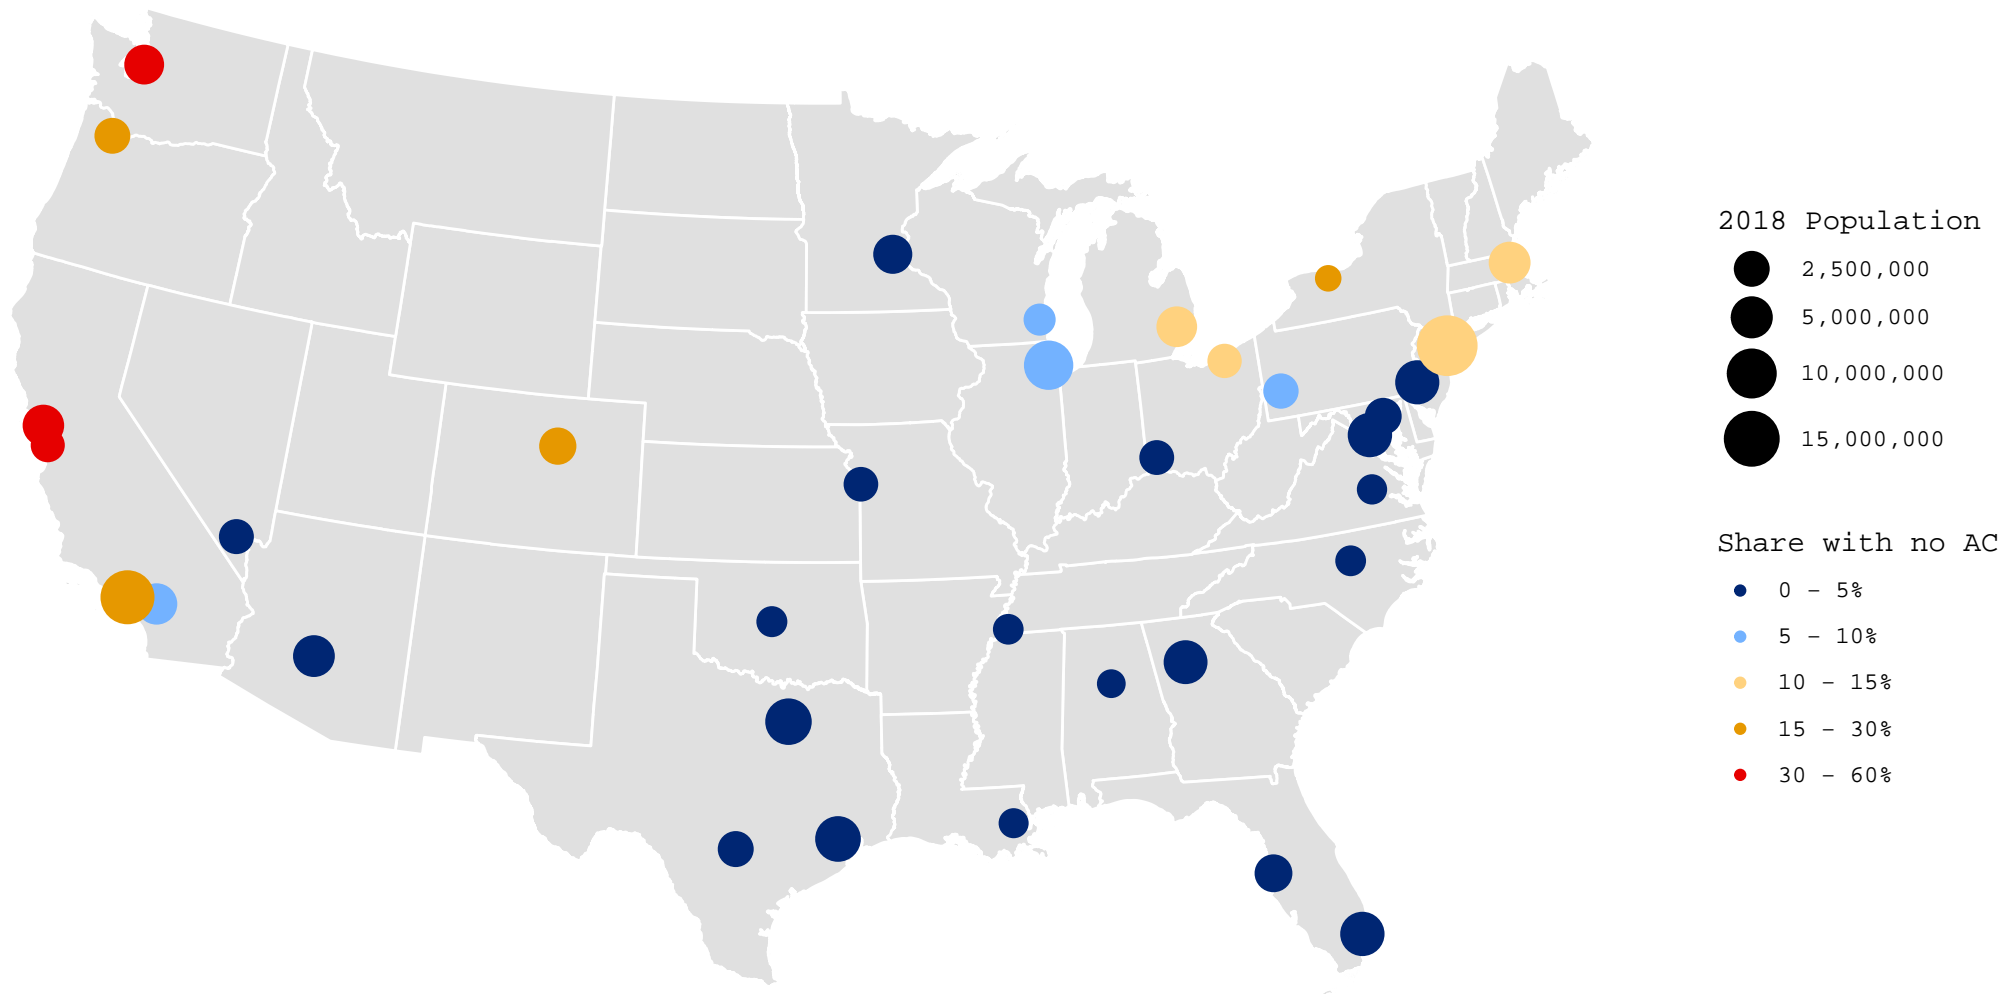 2018 Population
2,500,000
5,000,000
10,000,000
15,000,000
Share with no AC
0 – 5%
5 – 10%
10 – 15%
15 – 30%
30 – 60%